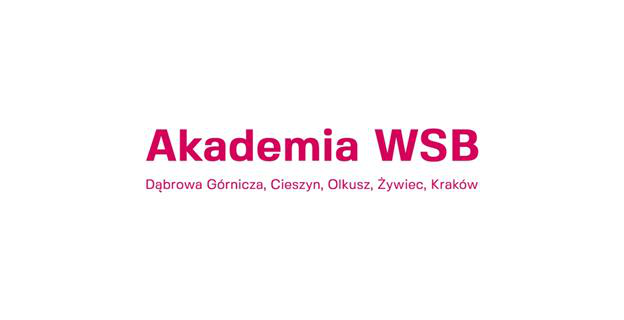 Akademia WSB
Dąbrowa Górnicza, Cieszyn, Olkusz, Żywiec, Kraków